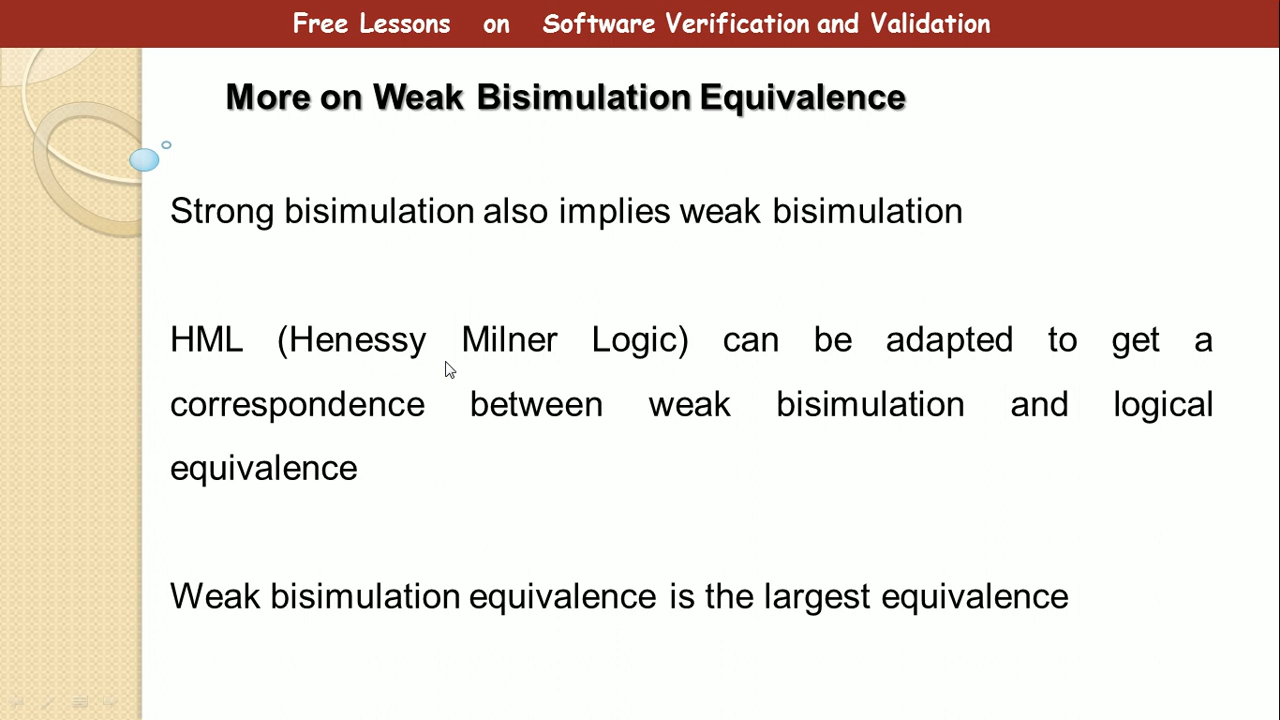 Free Lessons on Software Verification and Validation
More on Weak Bisimulation Equivalence
Strong bisimulation also implies weak bisimulation
HML (Henessy Milner Logic) can be adapted to get a
correspondence between weak bisimulation and logical
equivalence
Weak bisimulation equivalence is the largest equivalence